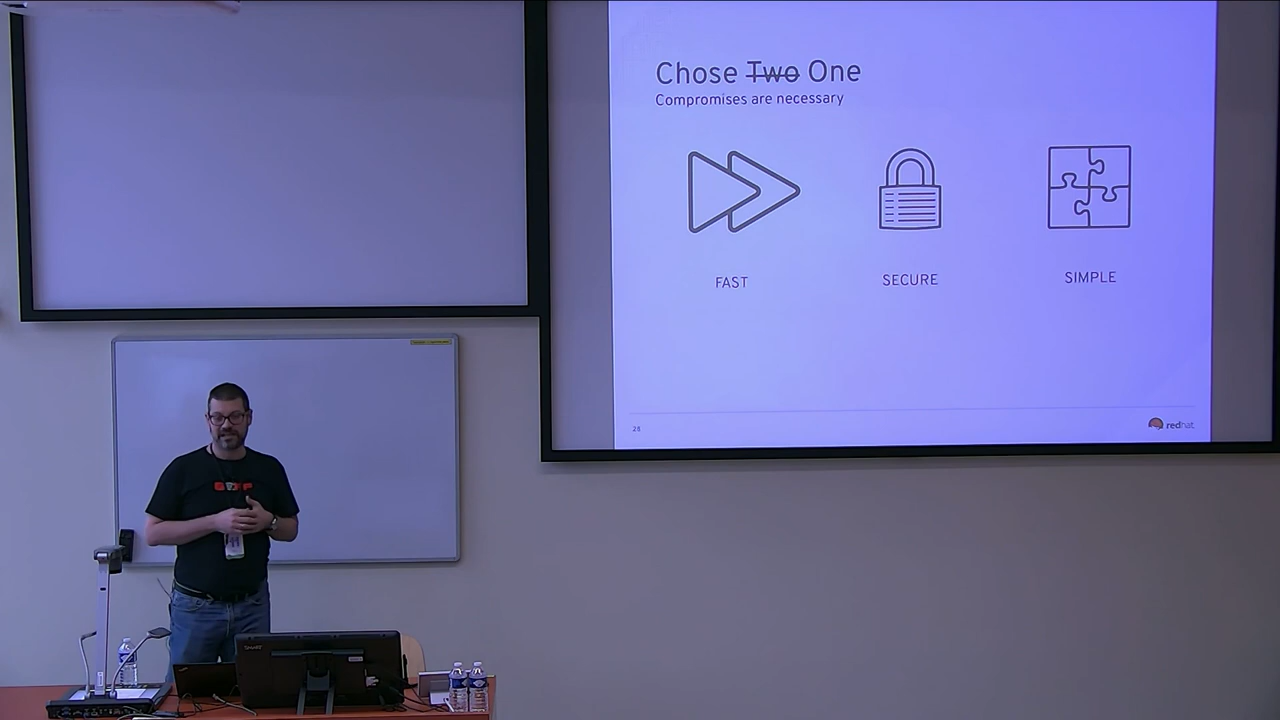 Chose Two One
Compromises are necessary
FAST
SECURE
SIMPLE
redhat